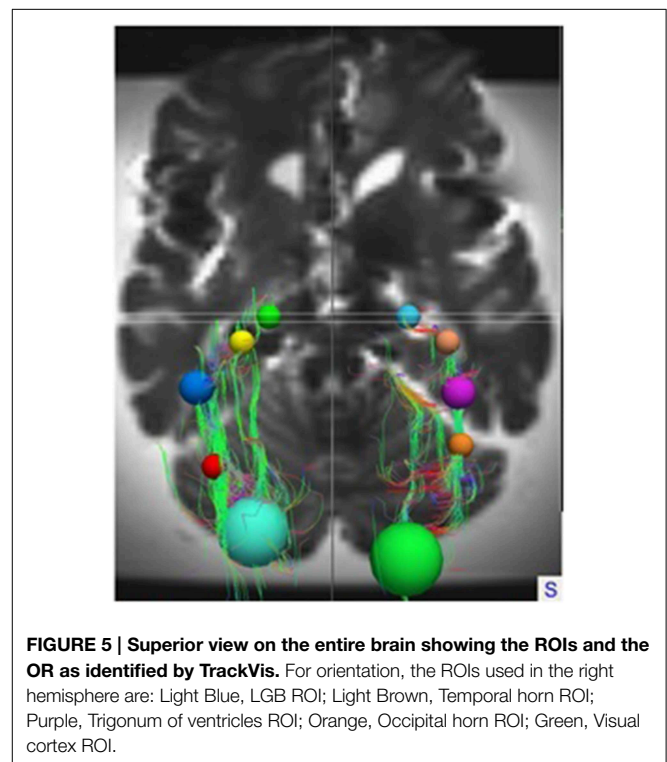 S
FIGURE 5 | Superior view on the entire brain showing the ROIs and the
OR as identified by TrackVis. For orientation, the ROIs used in the right
hemisphere are: Light Blue, LGB ROI; Light Brown, Temporal horn ROI;
Purple, Trigonum of ventricles ROI; Orange, Occipital horn ROI; Green, Visual
cortex ROI.